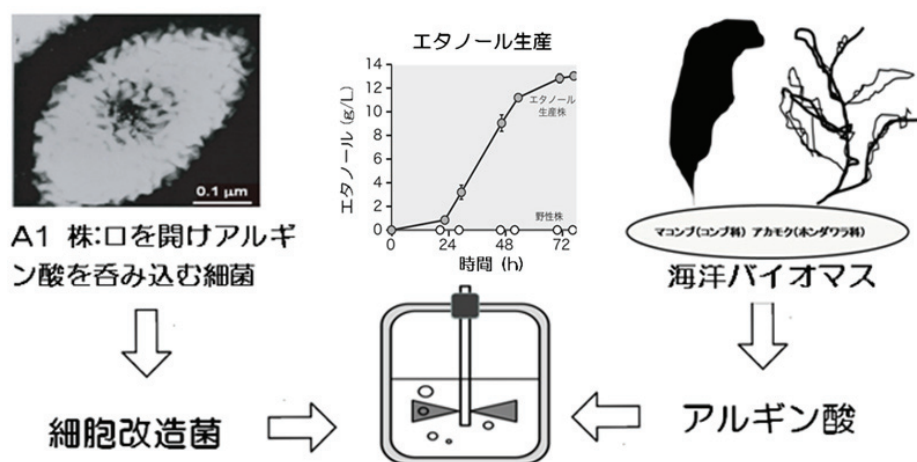 0.1 μm
A1 株:口を開けアルギ
ン酸を呑み込む細菌
細胞改造菌
エタノール生産
エタノール (g/L)
14
12
10
8
6
4
2
0
エタノール
生産株
野性株
0
24
48
72
時間 (h)
マコンブ(コンブ科) アカモク(ホンダワラ科)
海洋バイオマス
アルギン酸